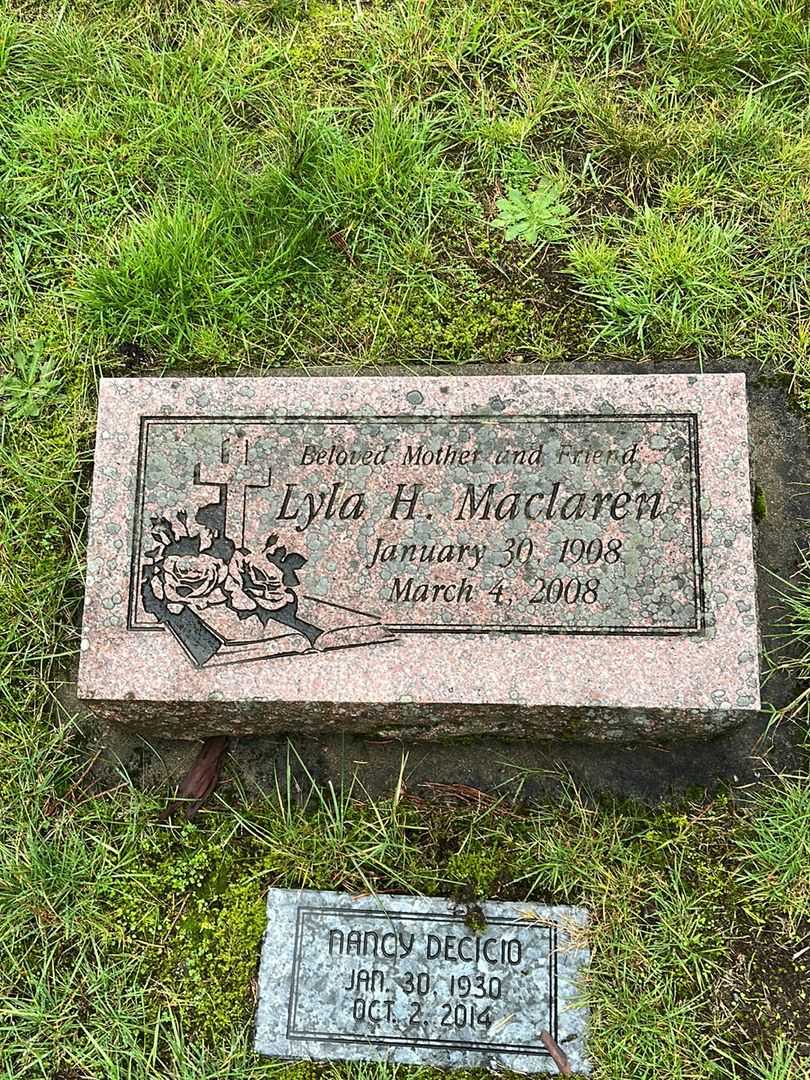 Beloved Mother and Friend
Lyla H. Maclaren
January 30, 1908
March 4, 2008
NANCY DECICIO
JAN. 30, 1930
OCT. 2, 2014